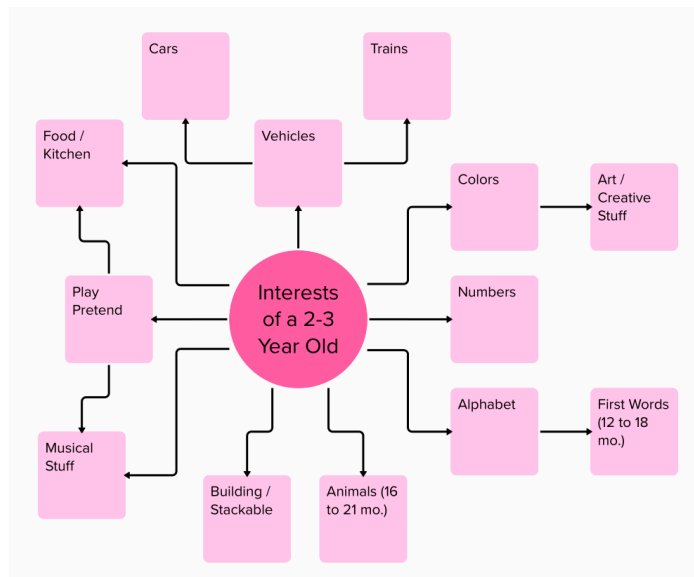 Cars
Trains
Food /
Kitchen
Vehicles
Colors
Art /
Creative
Stuff
Play
Pretend
Interests
of a 2-3
Year Old
Numbers
Alphabet
First Words
(12 to 18
mo.)
Musical
Stuff
Building /
Stackable
Animals (16
to 21 mo.)